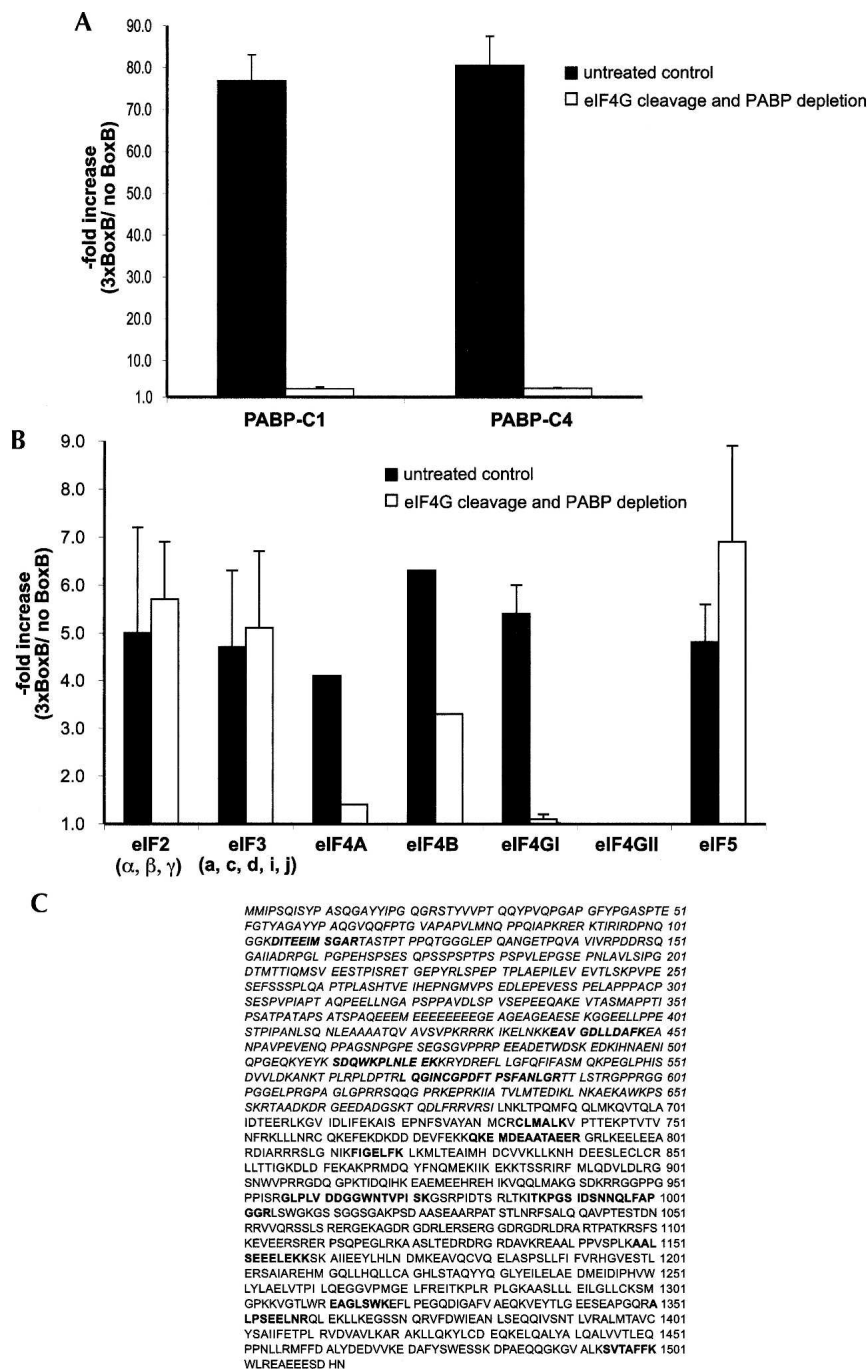 A
90.0
80.0
70.0
60.0
50.0
40.0
30.0
20.0
10.0
1.0
-fold increase
(3xBoxB/ no BoxB)
untreated control
eIF4G cleavage and PABP depletion
PABP-C1 PABP-C4
B
9.0
8.0
7.0
6.0
5.0
4.0
3.0
2.0
1.0
-fold increase
(3xBoxB/ no BoxB)
untreated control
eIF4G cleavage and PABP depletion
eIF2 eIF3 eIF4A eIF4B eIF4GI eIF4GII eIF5
(α, β, γ) (a, c, d, i, j)
C
MMIPSQISYP ASQGAYYIPG QGRSTYVVPT QQYPVQPGAP GFYPGASPTE 51
FGTYAGAYYP AQGVQQFPTG VAPAPVLMNQ PPQIAPKRER KTIRIRDPNQ 101
GGKDITEEIM SGARTASTPT PPQTGGGLEP QANGETPQVA VIVRPDDRSQ 151
GAIIADRPGL PGPEHSPSES QPSSPSPTPS PSPVLEPGSE PNLAVLSIPG 201
DTMTTIQMSV EESTPISRET GEPYRLSPEP TPLAEPILEV EVTLSKPVPE 251
SEFSSSPLQA PTPLASHTVE IHEPNGMVPS EDLEPEVESS PELAPPPACP 301
SESPVPIAPT AQPEELLNGA PSPPAVDLSP VSEPEEQAKE VTASMAPPTI 351
PSATPATAPS ATSPAQEEEM EEEEEEEEGE AGEAGEAESE KGGEELLPPE
STPIPANLSQ NLEAAAATQV AVSVPKRRRK IKELNKKEAV GDLLDAFKEA 451
NPAVPEVENQ PPAGSNPGPE SEGSGVPPRP EEADETWDSK EDKIHNAENI 501
QPGEQKYEYK SDQWKPLNLE EKKRYDREFL LGFQFIFASM QKPEGLPHIS 551
DVVLDKANKT PLRPLDPTRL QGINCGPDFT PSFANLGRTT LSTRGPPRGG 601
PGGELPRGPA GLGPRRSQQG PRKEPRKIIA TVLMTEDIKL NKAEKAWKPS 651
SKRTAADKDR GEEDADGSKT QDLFRRVRSI LNKLTPQMFQ QLMKQVTQLA 701
IDTEERLKGV IDLIFEKAIS EPNFSVAYAN MCRCLMALKV PTTEKPTVTV 751
NFRKLLLNRC QKEFEKDKDD DEVFEKKQKE MDEAATAEER GRLKEELEEA 801
RDIARRRSLG NIKFIGELFK LKMLTEAIMH DCVVKLLKNH DEESLECLCR 851
LLTTIGKDLD FEKAKPRMDQ YFNQMEKIIK EKKTSSRIRF MLQDVLDLRG 901
SNWVPRRGDQ GPKTIDQIHK EAEMEEHREH IKVQQLMAKG SDKRRGGPPG 951
PPISRGLPLV DDGGWNTVPI SKGSRPIDTS RLTKITKPGS IDSNNQLFAP 1001
GGRLSWGKGS SGGSGAKPSD AASEAARPAT STLNRFSALQ QAVPTESTDN 1051
RRVVQRSSLS RERGEKAGDR GDRLERSERG GDRGDRLDRA RTPATKRSFS 1101
KEVEERSRER PSQPEGLRKA ASLTEDRDRG RDAVKREAAL PPVSPLKAAL 1151
SEEELEKKSK AIIEEYLHLN DMKEAVQCVQ ELASPSLLFI FVRHGVESTL 1201
ERSAIAREHM GQLLHQLLCA GHLSTAQYYQ GLYEILELAE DMEIDIPHVW 1251
LYLAELVTPI LQEGGVPMGE LFREITKPLR PLGKAASLLL EILGLLCKSM 1301
GPKKVGTLWR EAGLSWKEFL PEGQDIGAFV AEQKVEYTLG EESEAPGQRA 1351
LPSEELNRQL EKLLKEGSSN QRVFDWIEAN LSEQQIVSNT LVRALMTAVC 1401
YSAIIFETPL RVDVAVLKAR AKLLQKYLCD EQKELQALYA LQALVVTLEQ 1451
PPNLLRMFFD ALYDEDVVKE DAFYSWESSK DPAEQQGKGV ALKSVTAFFK 1501
WLREAEEESD HN